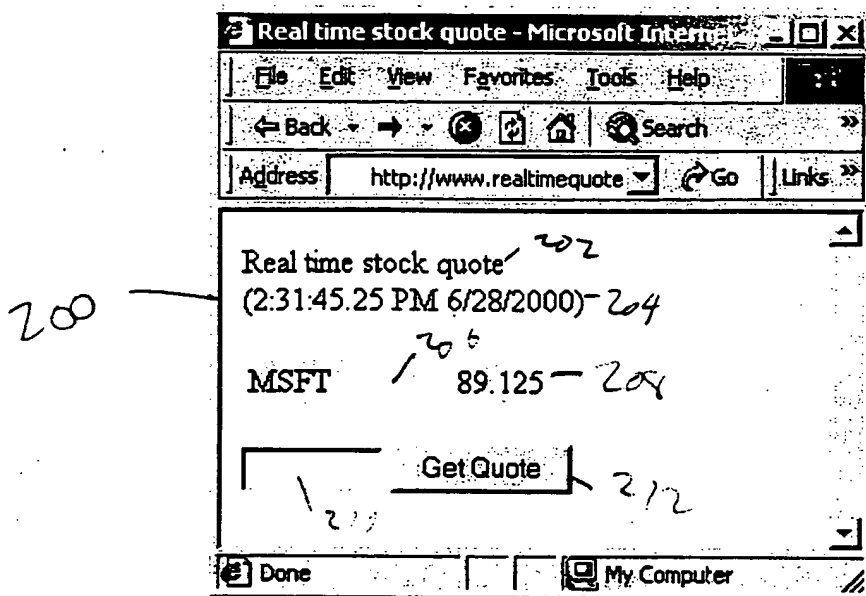 Real time stock quote - Microsoft Internet
File Edit View Favorites Tools Help
Back Search
Address http://www.realtimequote Go Links
Real time stock quote 202
200 (2:31:45.25 PM 6/28/2000) 204
206
MSFT 89.125 208
Get Quote 212
Done My Computer